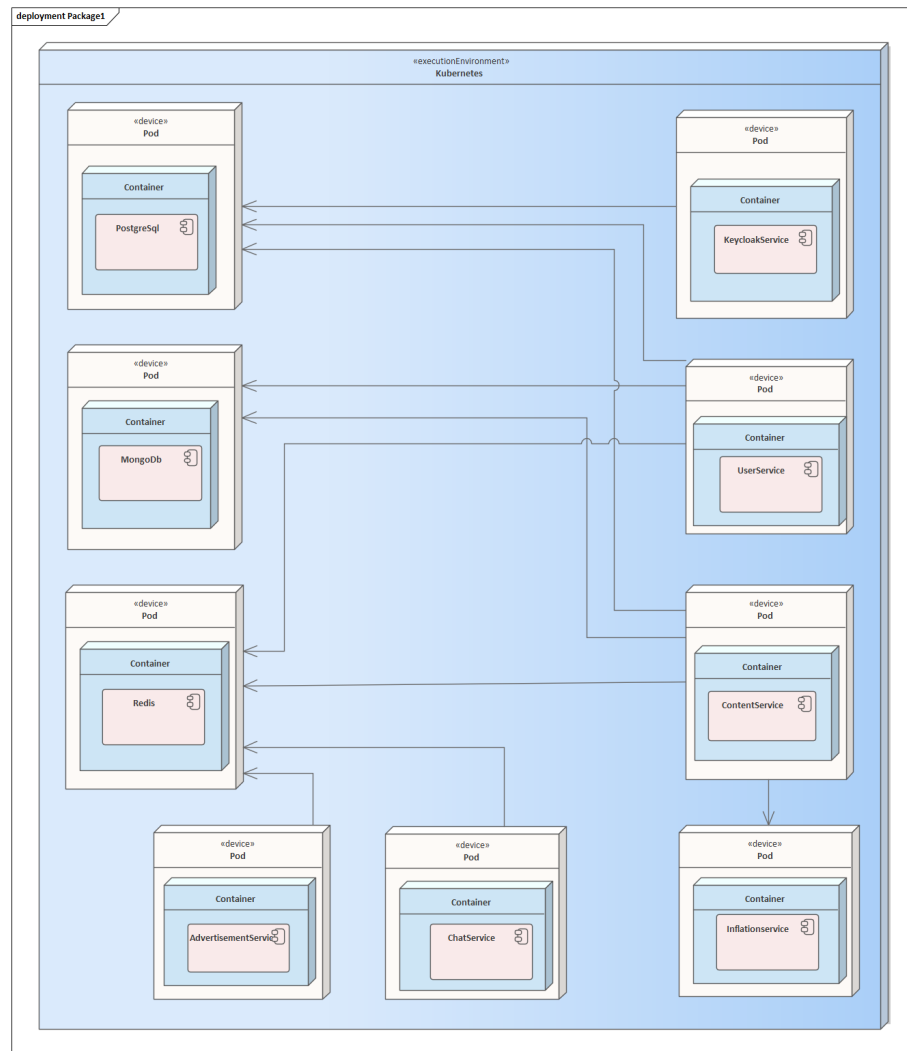 deployment Package1
«executionEnvironment»
Kubernetes
«device»
Pod
Container
PostgreSql
«device»
Pod
Container
KeycloakService
«device»
Pod
Container
MongoDb
«device»
Pod
Container
UserService
«device»
Pod
Container
Redis
«device»
Pod
Container
ContentService
«device»
Pod
Container
AdvertisementService
«device»
Pod
Container
ChatService
«device»
Pod
Container
Inflationservice